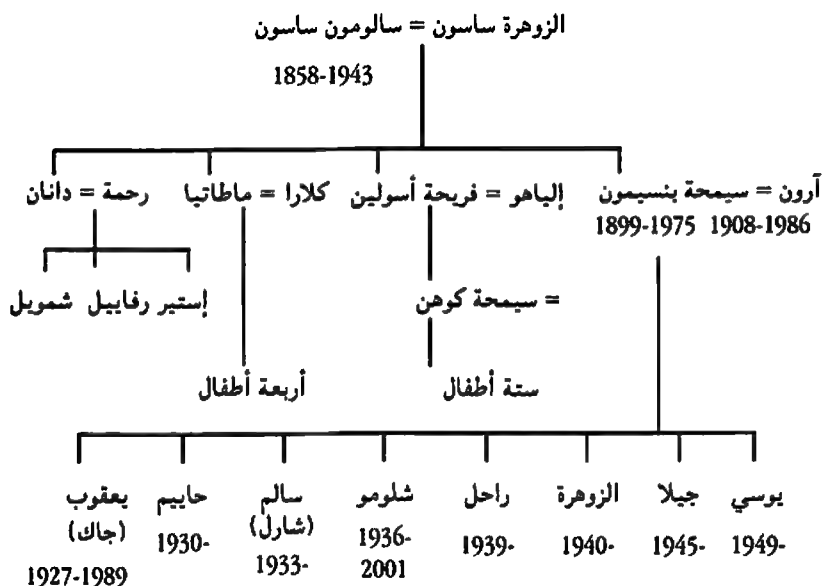 الزوهرة ساسون = سالومون ساسون
1858-1943
آرون = سيمحة بنسيمون
إلياهو = فريحة أسولين
كلارا = ماطاتيا
رحمة = دانان
1899-1975 1908-1986
= سيمحة كوهن
إستير رفاييل شمويل
ستة أطفال
أربعة أطفال
يوسي
جيلا
الزوهرة
راحل
شلومو
سالم
حاييم
يعقوب
(شارل)
(جاك)
1949-
1945-
1940-
1939-
1936-
2001
1933-
1930-
1927-1989